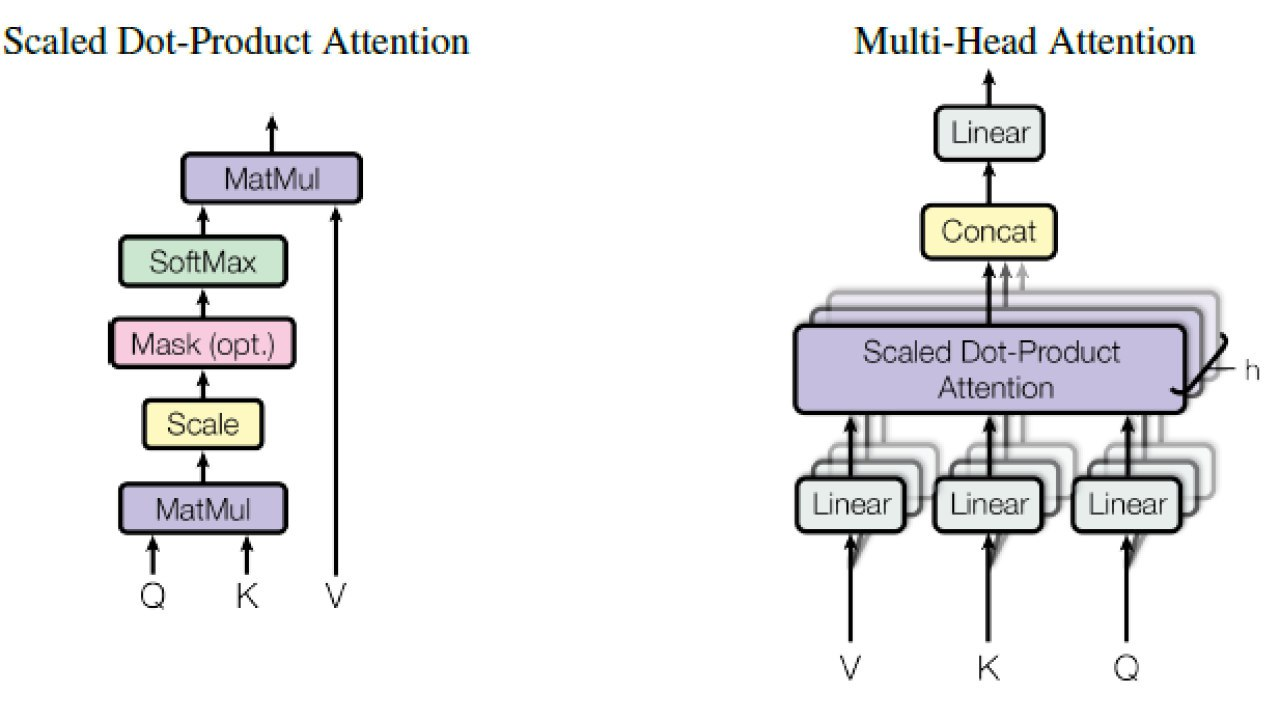 Scaled Dot-Product Attention
MatMul
SoftMax
Mask (opt.)
Scale
MatMul
Q K V
Multi-Head Attention
Linear
Concat
Scaled Dot-Product
Attention
h
Linear Linear Linear
V K Q